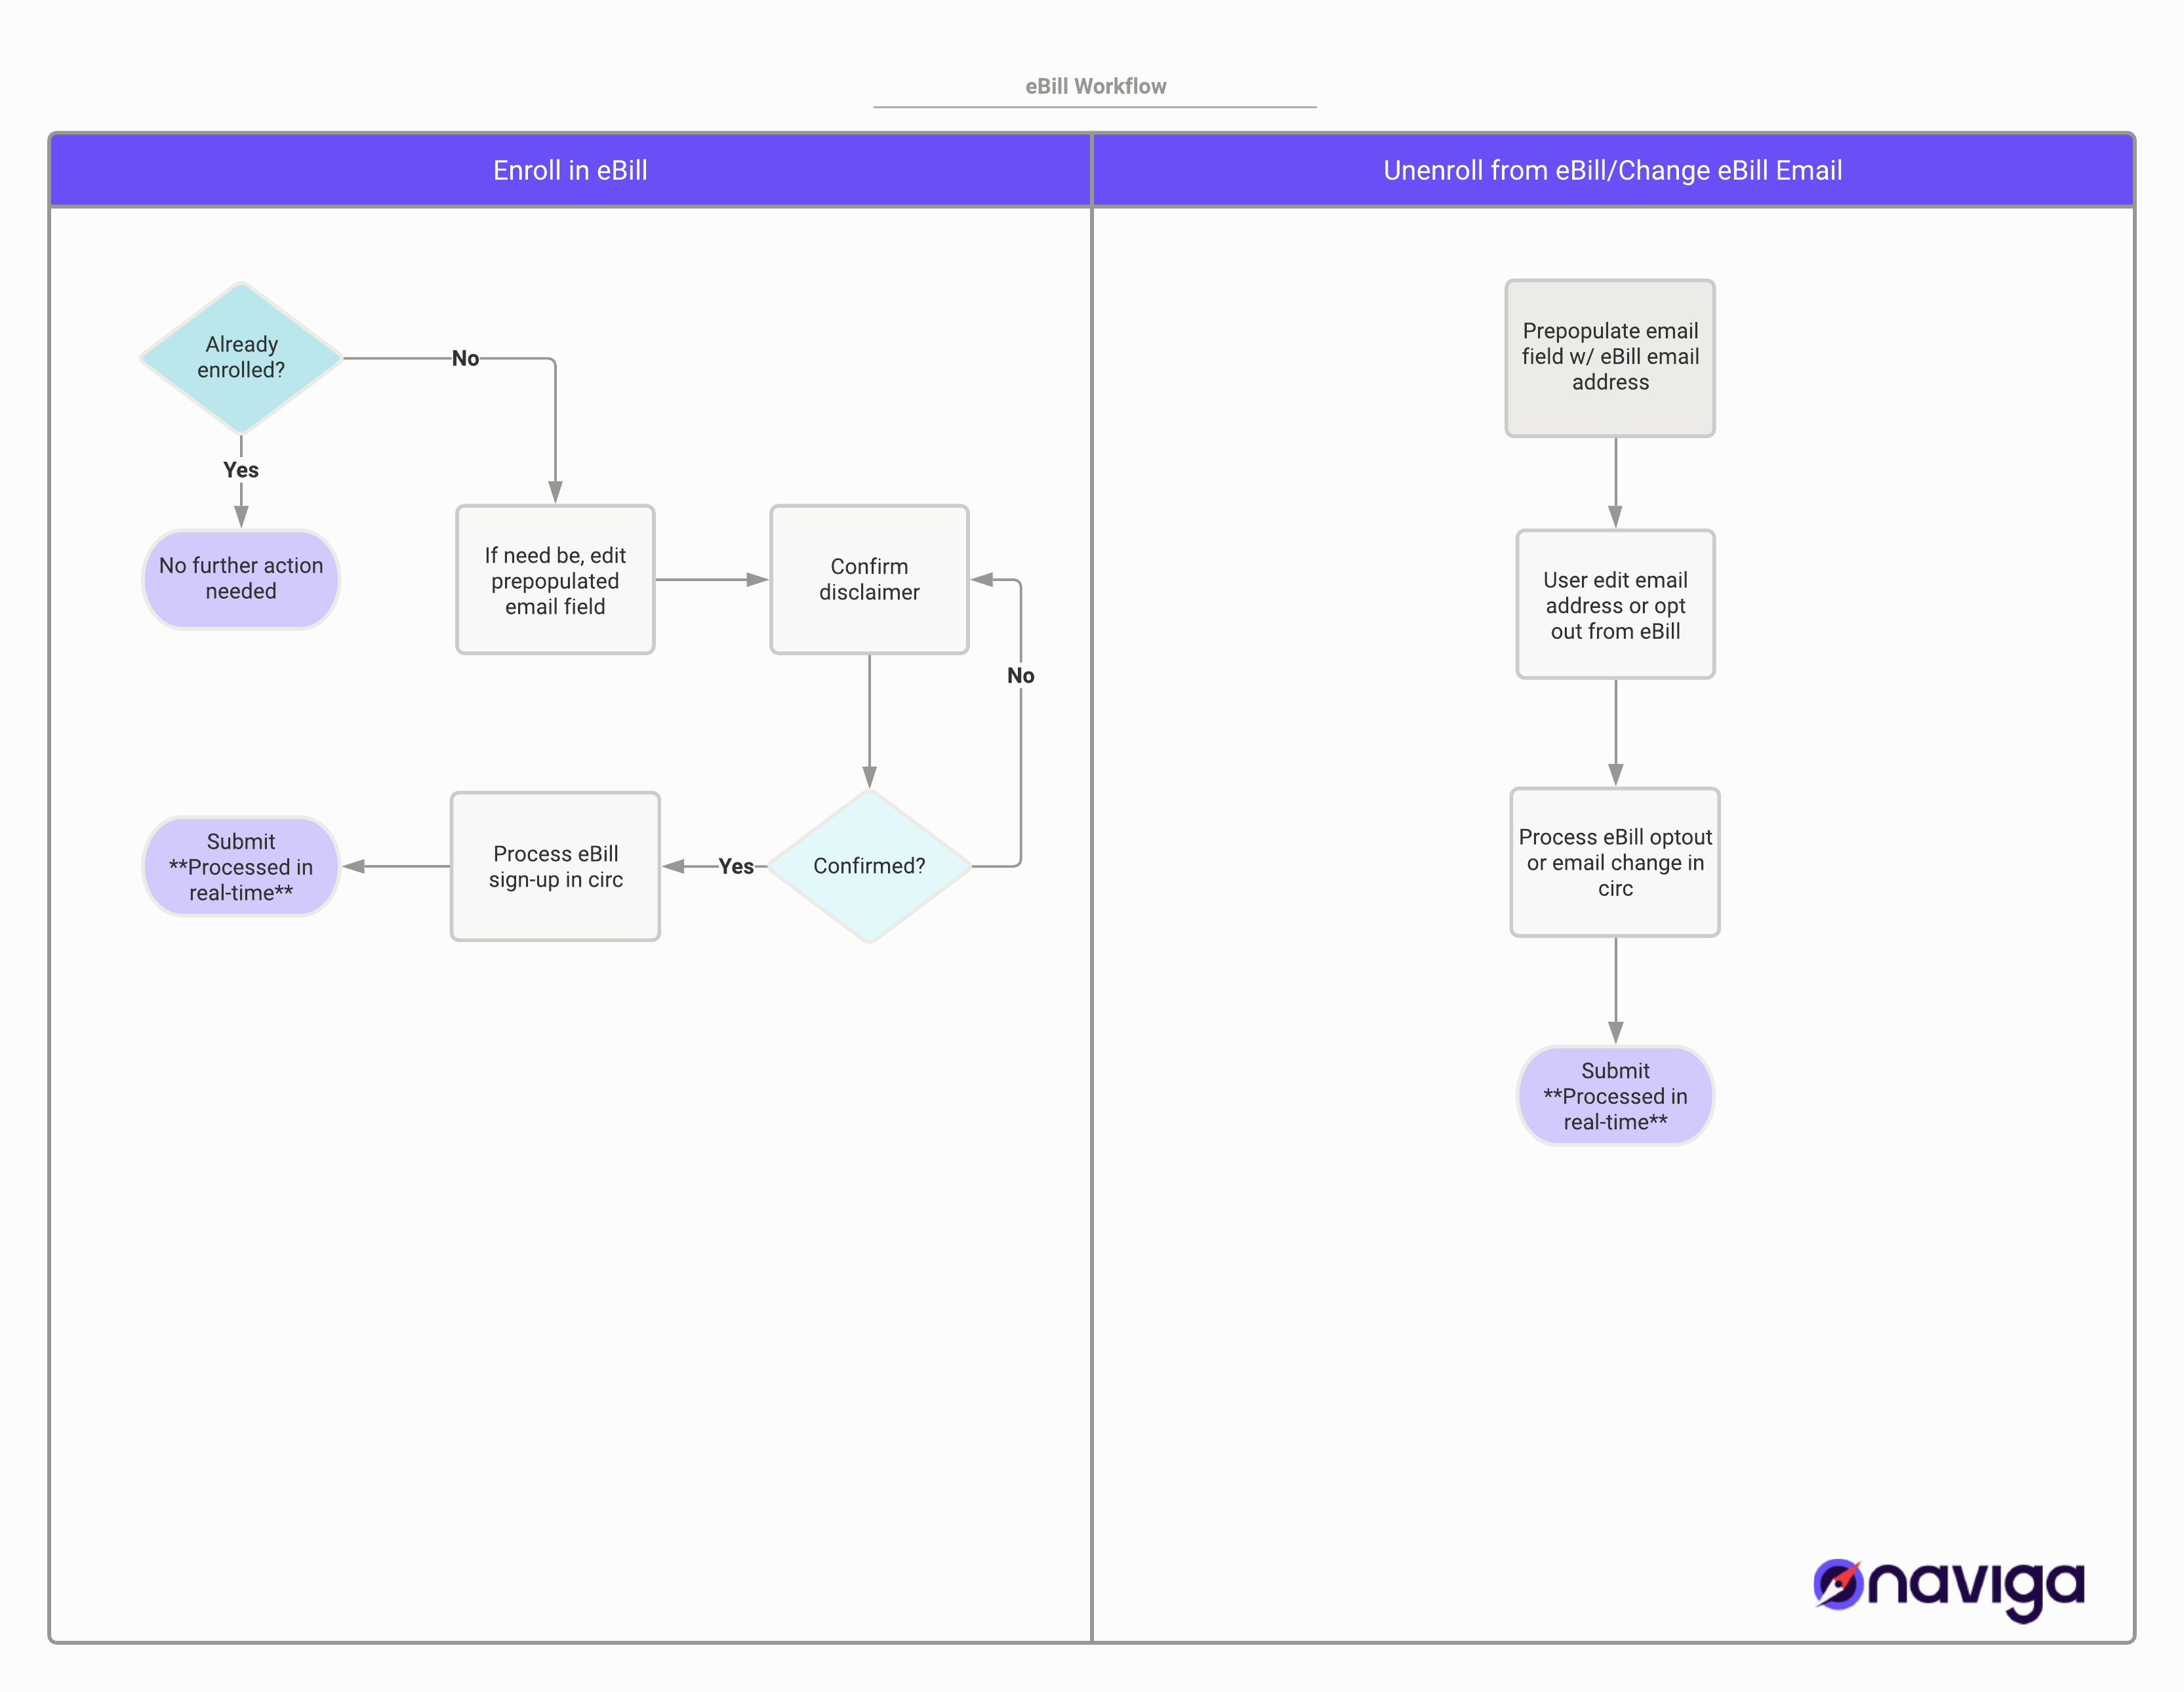 eBill Workflow
Enroll in eBill
Unenroll from eBill/Change eBill Email
Already
enrolled?
No
Yes
No further action
needed
If need be, edit
prepopulated
email field
Confirm
disclaimer
No
Confirmed?
Yes
Process eBill
sign-up in circ
Submit
**Processed in
real-time**
Prepopulate email
field w/ eBill email
address
User edit email
address or opt
out from eBill
Process eBill optout
or email change in
circ
Submit
**Processed in
real-time**
naviga